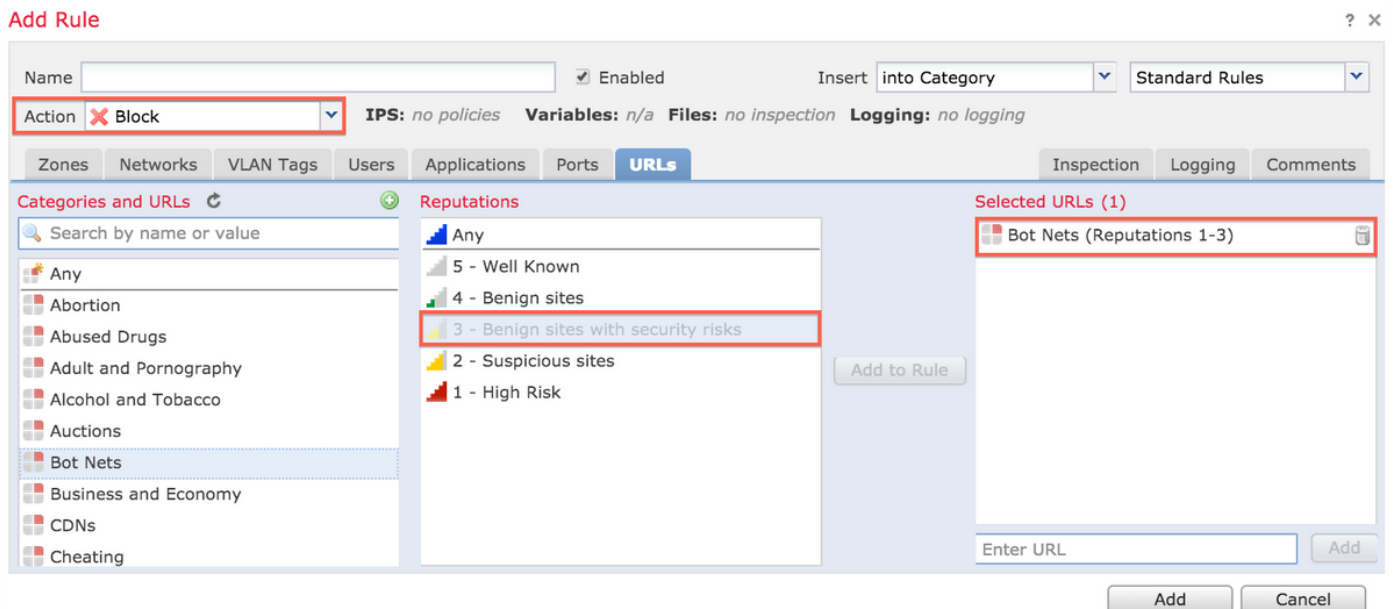 Add Rule ? ×
Name Enabled Insert into Category Standard Rules
Action Block IPS: no policies Variables: n/a Files: no inspection Logging: no logging
Zones Networks VLAN Tags Users Applications Ports URLs Inspection Logging Comments
Categories and URLs Reputations Selected URLs (1)
Search by name or value
Any
Abortion
Abused Drugs
Adult and Pornography
Alcohol and Tobacco
Auctions
Bot Nets
Business and Economy
CDNs
Cheating
Any
5 - Well Known
4 - Benign sites
3 - Benign sites with security risks
2 - Suspicious sites
1 - High Risk
Add to Rule
Bot Nets (Reputations 1-3)
Enter URL Add
Add Cancel